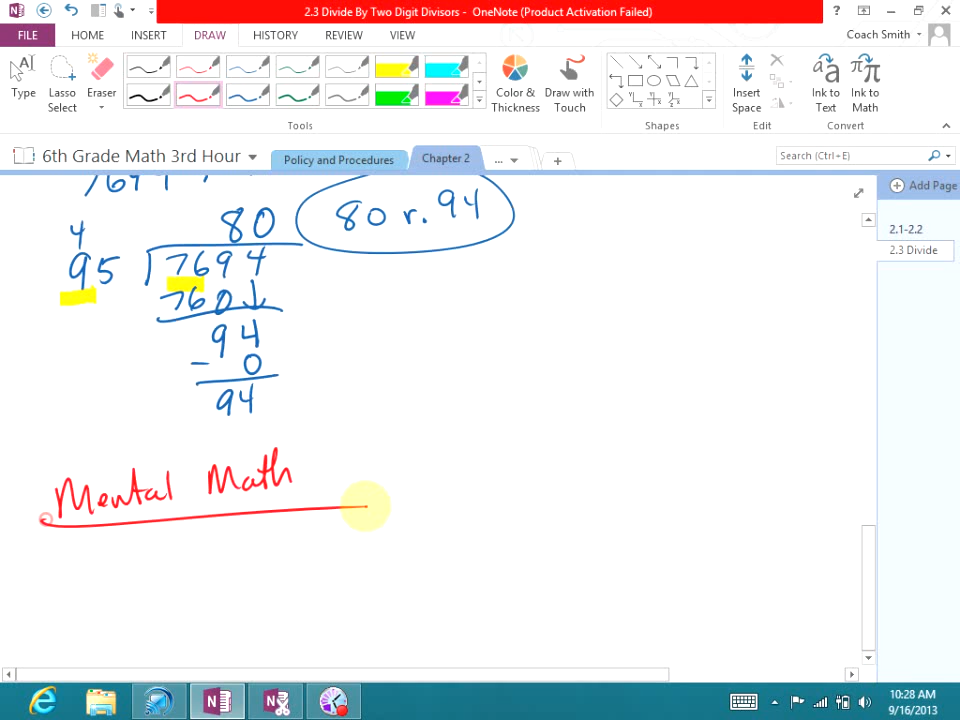 2.3 Divide By Two Digit Divisors - OneNote (Product Activation Failed)
FILE HOME INSERT DRAW HISTORY REVIEW VIEW Coach Smith
Type Lasso Select Eraser Color & Thickness Draw with Touch Insert Space Ink to Text Ink to Math
Tools Shapes Edit Convert
6th Grade Math 3rd Hour Policy and Procedures Chapter 2 ... Search (Ctrl+E)
Add Page
2.1-2.2
2.3 Divide
7694
80 80 r. 94
4
95 7694
760
94
- 0
94
Mental Math
10:28 AM
9/16/2013